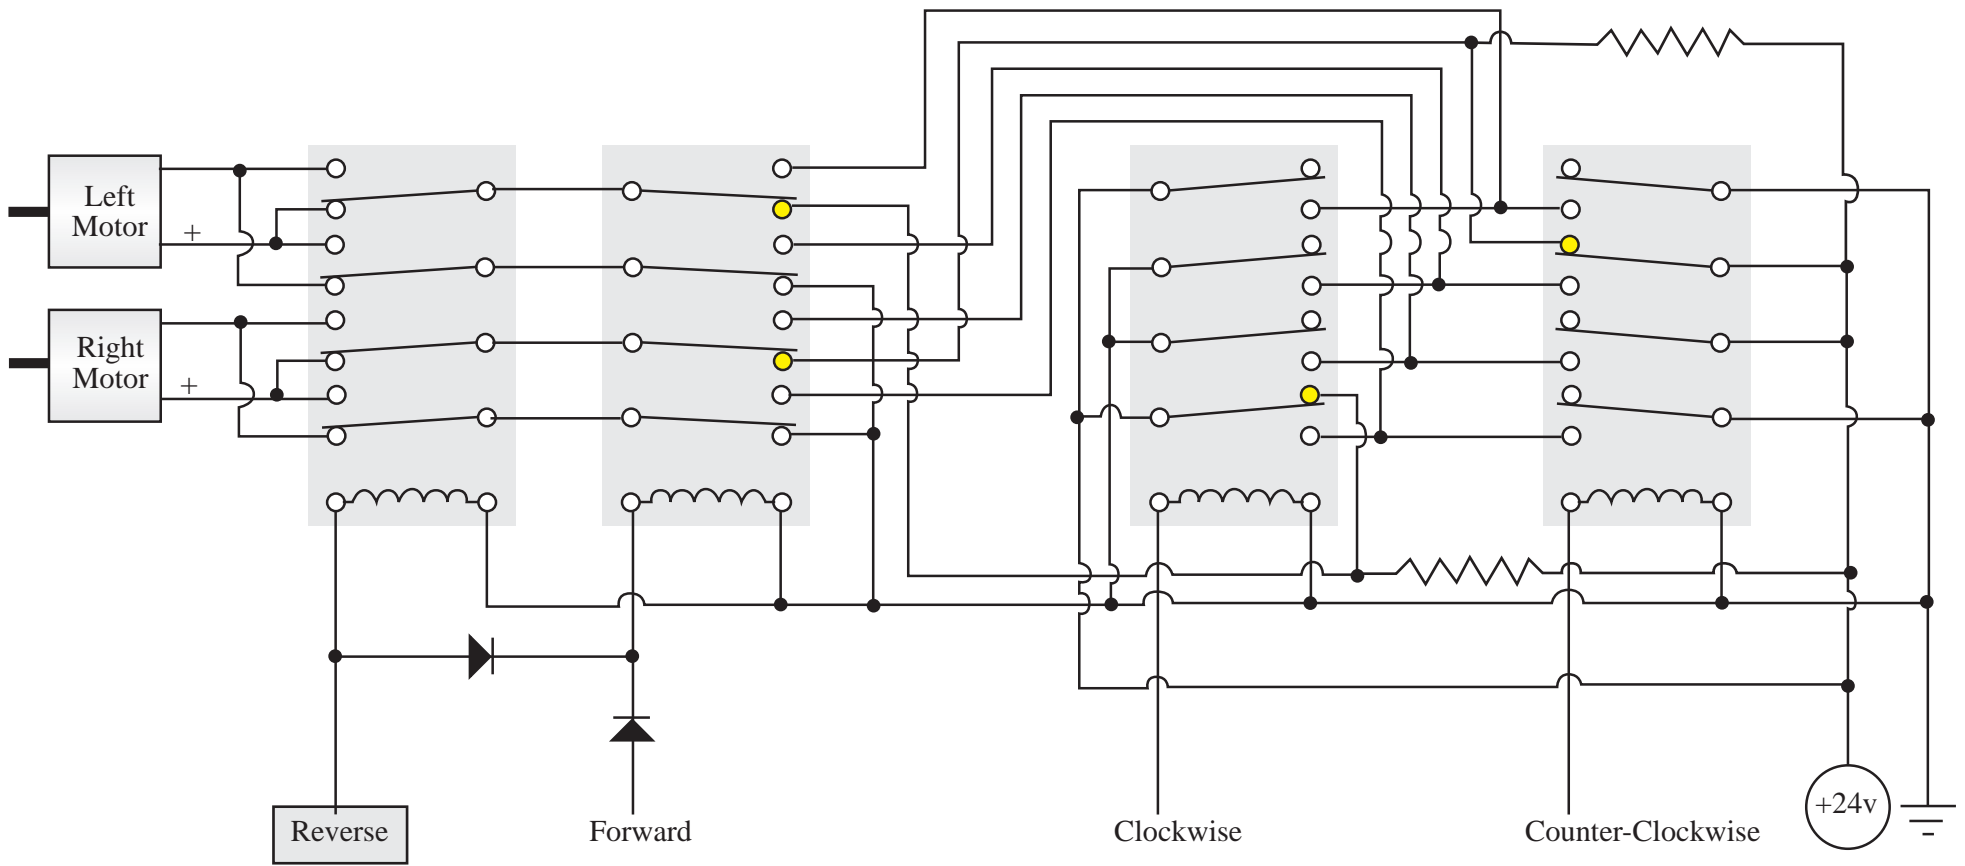 Left
Motor
+
Right
Motor
+
Reverse
Forward
Clockwise
Counter-Clockwise
+24v